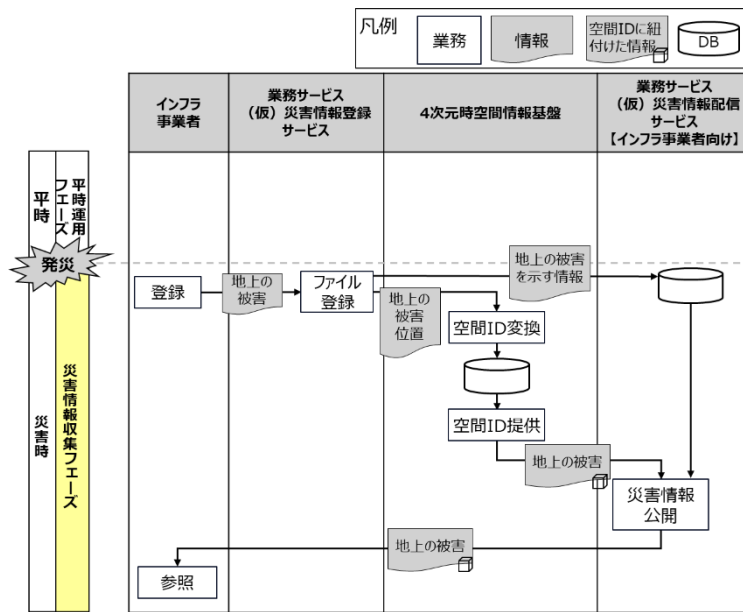 凡例
業務
情報
空間IDに紐
付けた情報
DB
インフラ
事業者
業務サービス
（仮）災害情報登録
サービス
4次元時空間情報基盤
業務サービス
（仮）災害情報配信
サービス
【インフラ事業者向け】
平時
平時運用
フェーズ
発災
災害時
災害情報収集フェーズ
登録
地上の
被害
ファイル
登録
地上の被害
を示す情報
地上の
被害
位置
空間ID変換
空間ID提供
地上の被害
災害情報
公開
地上の被害
参照